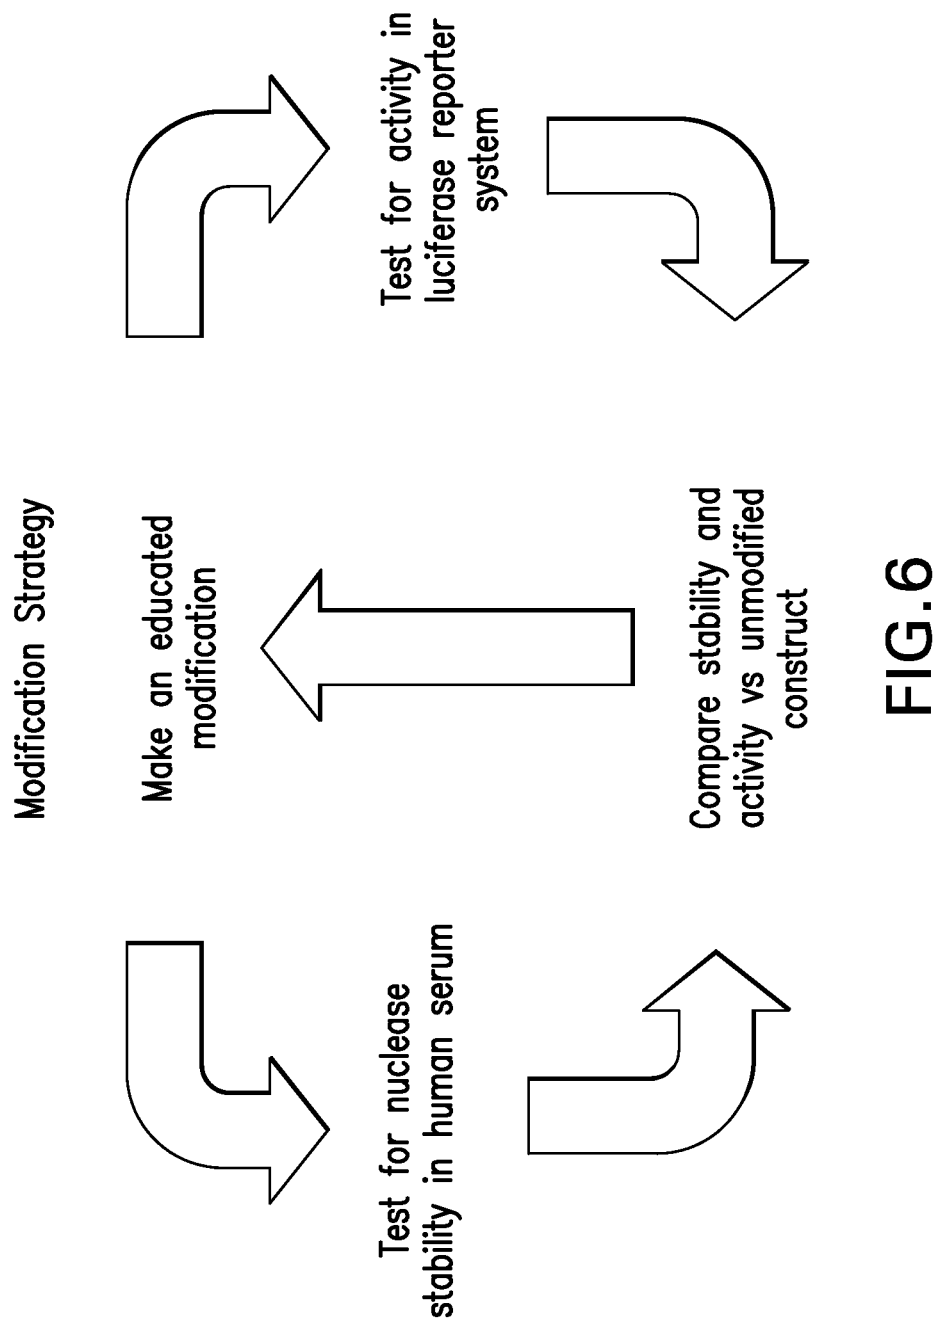 Modification Strategy
Make an educated
modification
Test for nuclease
stability in human serum
Test for activity in
luciferase reporter
system
Compare stability and
activity vs unmodified
construct
FIG. 6